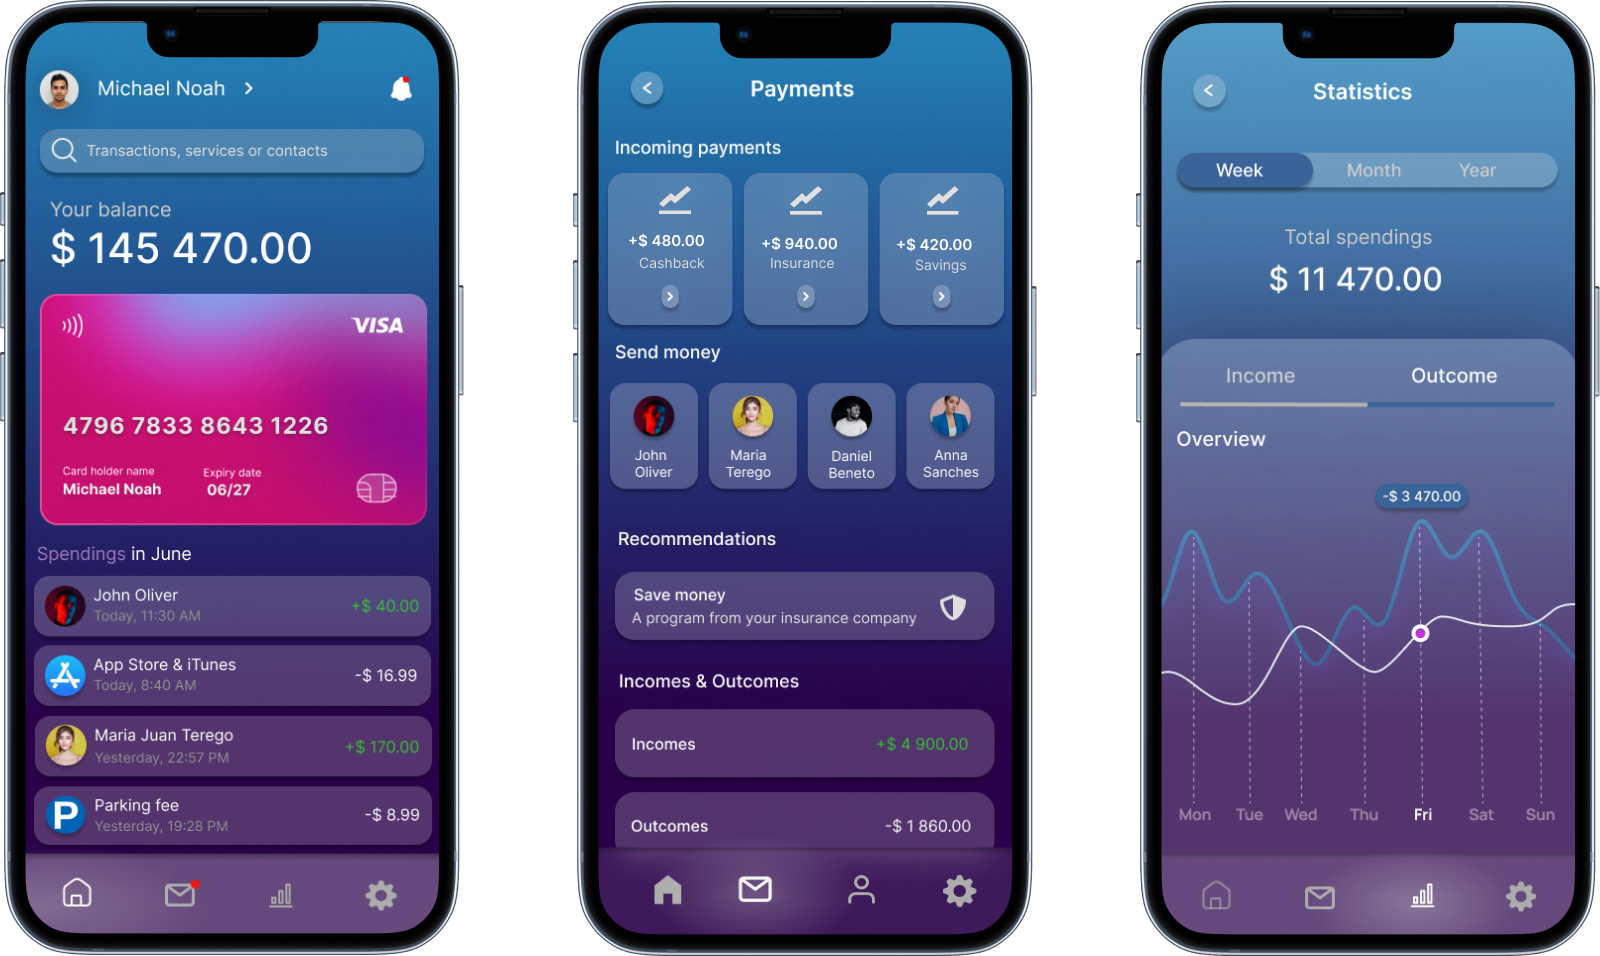 Michael Noah
Transactions, services or contacts
Your balance
$ 145 470.00
VISA
4796 7833 8643 1226
Card holder name
Michael Noah
Expiry date
06/27
Spendings in June
John Oliver
Today, 11:30 AM
+$ 40.00
App Store & iTunes
Today, 8:40 AM
-$ 16.99
Maria Juan Terego
Yesterday, 22:57 PM
+$ 170.00
P
Parking fee
Yesterday, 19:28 PM
-$ 8.99
Payments
Incoming payments
+$ 480.00
Cashback
+$ 940.00
Insurance
+$ 420.00
Savings
Send money
John
Oliver
Maria
Terego
Daniel
Beneto
Anna
Sanches
Recommendations
Save money
A program from your insurance company
Incomes & Outcomes
Incomes
+$ 4 900.00
Outcomes
-$ 1 860.00
Statistics
Week
Month
Year
Total spendings
$ 11 470.00
Income
Outcome
Overview
-$ 3 470.00
Mon
Tue
Wed
Thu
Fri
Sat
Sun